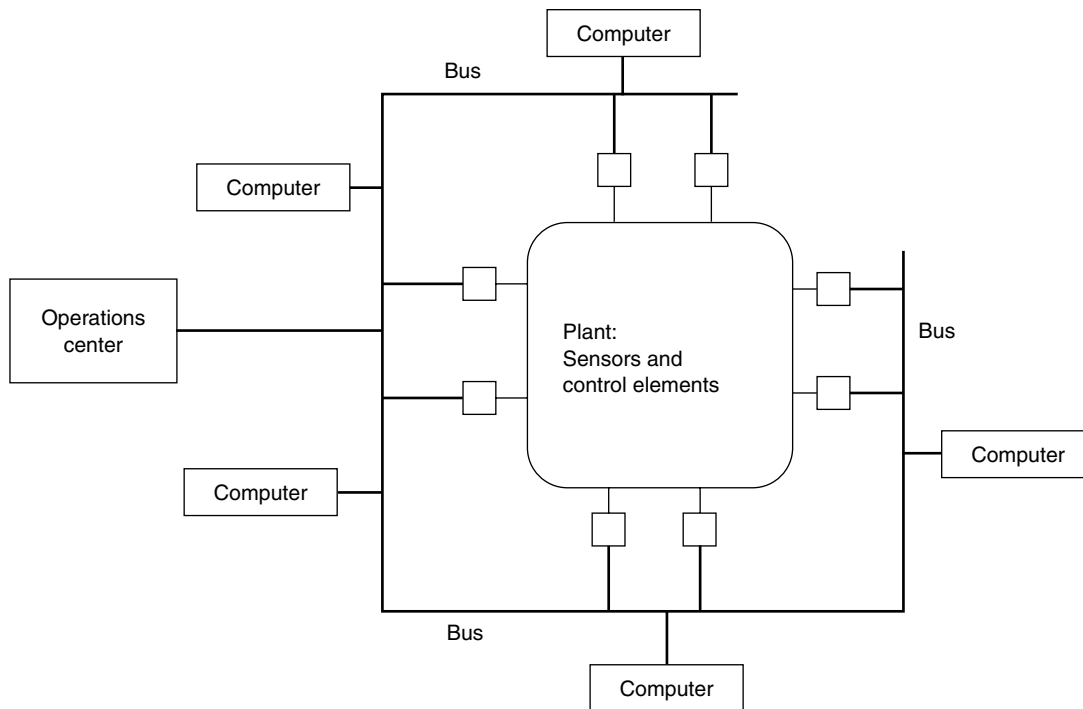 Computer
Bus
Computer
Operations
center
Plant:
Sensors and
control elements
Bus
Computer
Computer
Bus
Computer